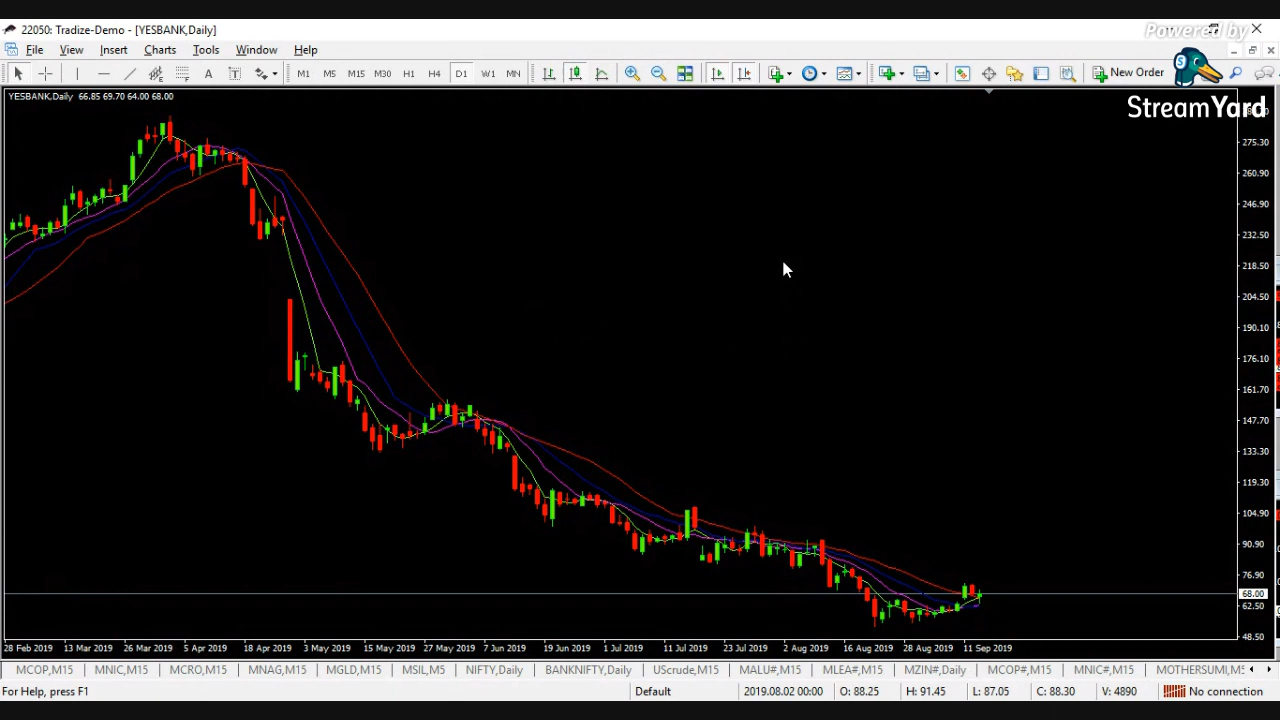 22050: Tradize-Demo - [YESBANK,Daily]
Powered by
File View Insert Charts Tools Window Help
M1 M5 M15 M30 H1 H4 D1 MN New Order
StreamYard
YESBANK,Daily 66.85 69.70 64.00 68.00
275.30
260.90
246.90
232.50
218.50
204.50
190.10
176.10
161.70
147.70
133.30
119.30
104.90
90.90
76.90
68.00
62.50
48.50
28 Feb 2019 13 Mar 2019 26 Mar 2019 5 Apr 2019 18 Apr 2019 3 May 2019 15 May 2019 27 May 2019 7 Jun 2019 19 Jun 2019 1 Jul 2019 11 Jul 2019 23 Jul 2019 2 Aug 2019 16 Aug 2019 28 Aug 2019 11 Sep 2019
MCOP,M15 MNIC,M15 MCRO,M15 MNAG,M15 MGLD,M15 MSIL,M5 NIFTY,Daily BANKNIFTY,Daily UScrude,M15 MALU#,M15 MLEA#,M15 MZIN#,Daily MCOP#,M15 MNIC#,M15 MOTHERSUMI,M5
For Help, press F1 Default 2019.08.02 00:00 O: 88.25 H: 91.45 L: 87.05 C: 88.30 V: 4890 No connection